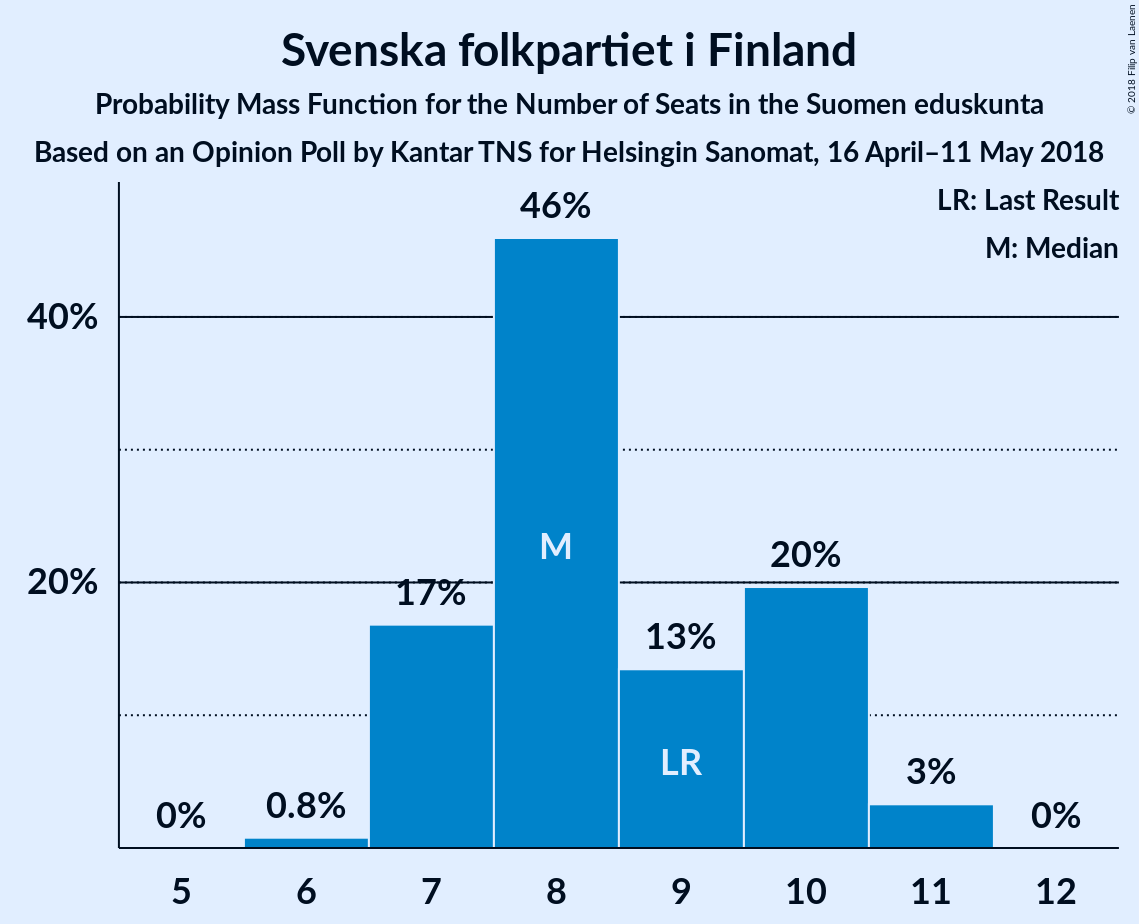 Svenska folkpartiet i Finland
Probability Mass Function for the Number of Seats in the Suomen eduskunta
Based on an Opinion Poll by Kantar TNS for Helsingin Sanomat, 16 April–11 May 2018
© 2018 Filip van Laenen
LR: Last Result
M: Median
46%
40%
M
20%
20%
17%
13%
LR
3%
0%
0.8%
0%
5 6 7 8 9 10 11 12